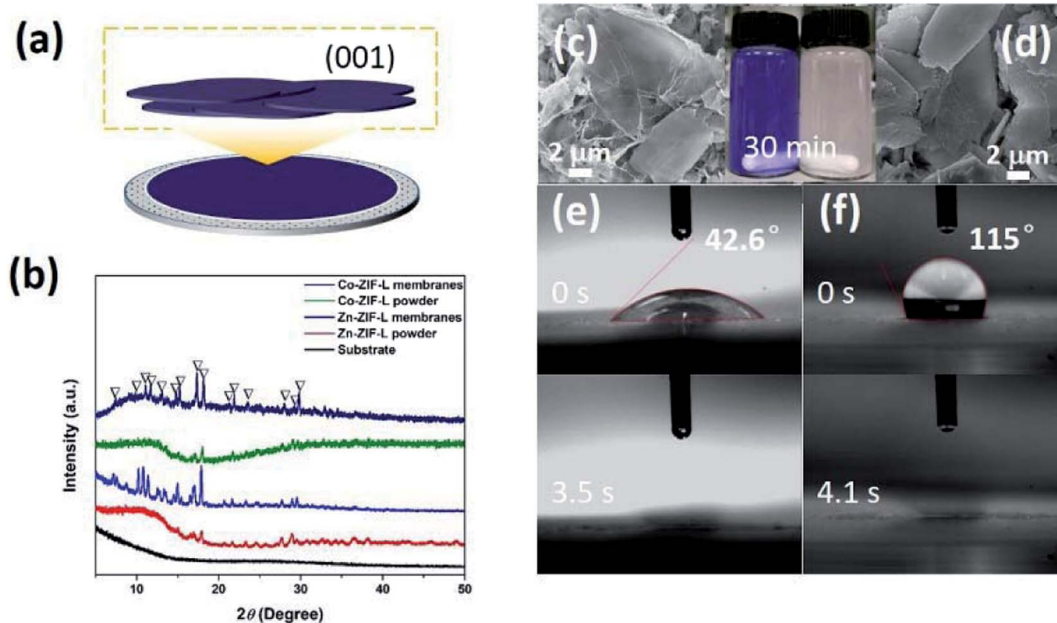 (a)
(001)
(b)
Co-ZIF-L membranes
Co-ZIF-L powder
Zn-ZIF-L membranes
Zn-ZIF-L powder
Substrate
Intensity (a.u.)
10
20
30
40
50
2θ (Degree)
(c)
2 μm
30 min
(d)
2 μm
(e)
42.6°
0 s
3.5 s
(f)
115°
0 s
4.1 s